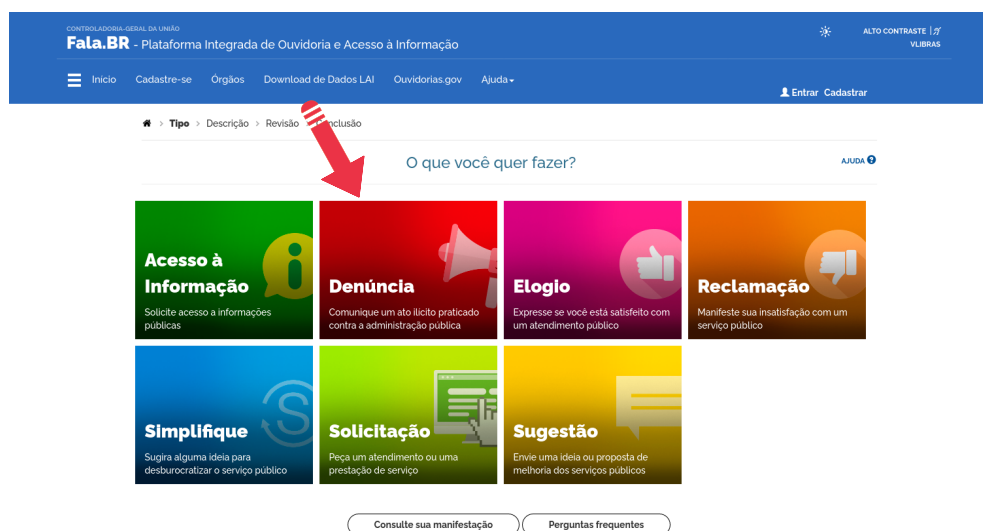 CONTROLADORIA-GERAL DA UNIÃO
Fala.BR - Plataforma Integrada de Ouvidoria e Acesso à Informação
ALTO CONTRASTE |
VLIBRAS
Início Cadastre-se Órgãos Download de Dados LAI Ouvidorias.gov Ajuda
Entrar Cadastrar
> Tipo > Descrição > Revisão > Conclusão
O que você quer fazer?
AJUDA
Acesso à
Informação
Solicite acesso a informações
públicas
Denúncia
Comunique um ato ilícito praticado
contra a administração pública
Elogio
Expresse se você está satisfeito com
um atendimento público
Reclamação
Manifeste sua insatisfação com um
serviço público
Simplifique
Sugira alguma ideia para
desburocratizar o serviço público
Solicitação
Peça um atendimento ou uma
prestação de serviço
Sugestão
Envie uma ideia ou proposta de
melhoria dos serviços públicos
Consulte sua manifestação
Perguntas frequentes